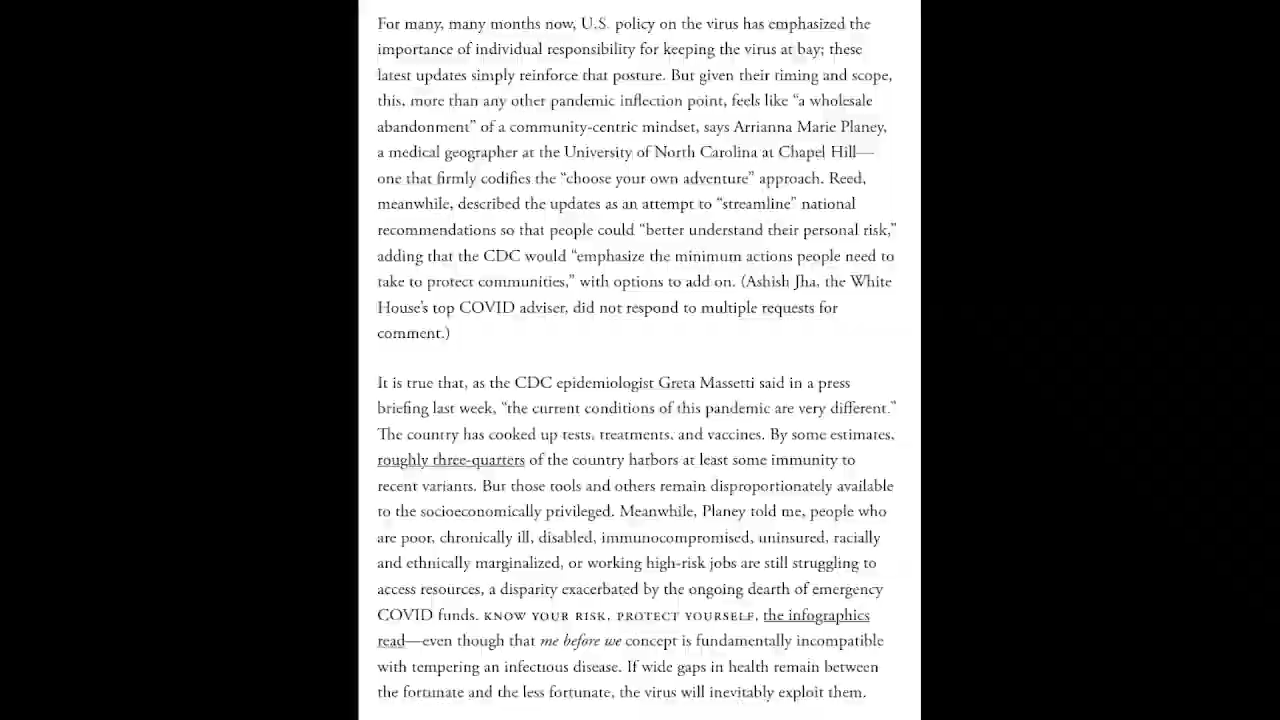 For many, many months now, U.S. policy on the virus has emphasized the
importance of individual responsibility for keeping the virus at bay; these
latest updates simply reinforce that posture. But given their timing and scope,
this, more than any other pandemic inflection point, feels like “a wholesale
abandonment” of a community-centric mindset, says Arrianna Marie Planey,
a medical geographer at the University of North Carolina at Chapel Hill—
one that firmly codifies the “choose your own adventure” approach. Reed,
meanwhile, described the updates as an attempt to “streamline” national
recommendations so that people could “better understand their personal risk,”
adding that the CDC would “emphasize the minimum actions people need to
take to protect communities,” with options to add on. (Ashish Jha, the White
House’s top COVID adviser, did not respond to multiple requests for
comment.)
It is true that, as the CDC epidemiologist Greta Massetti said in a press
briefing last week, “the current conditions of this pandemic are very different.”
The country has cooked up tests, treatments, and vaccines. By some estimates,
roughly three-quarters of the country harbors at least some immunity to
recent variants. But those tools and others remain disproportionately available
to the socioeconomically privileged. Meanwhile, Planey told me, people who
are poor, chronically ill, disabled, immunocompromised, uninsured, racially
and ethnically marginalized, or working high-risk jobs are still struggling to
access resources, a disparity exacerbated by the ongoing dearth of emergency
COVID funds. KNOW YOUR RISK. PROTECT YOURSELF, the infographics
read—even though that me before we concept is fundamentally incompatible
with tempering an infectious disease. If wide gaps in health remain between
the fortunate and the less fortunate, the virus will inevitably exploit them.